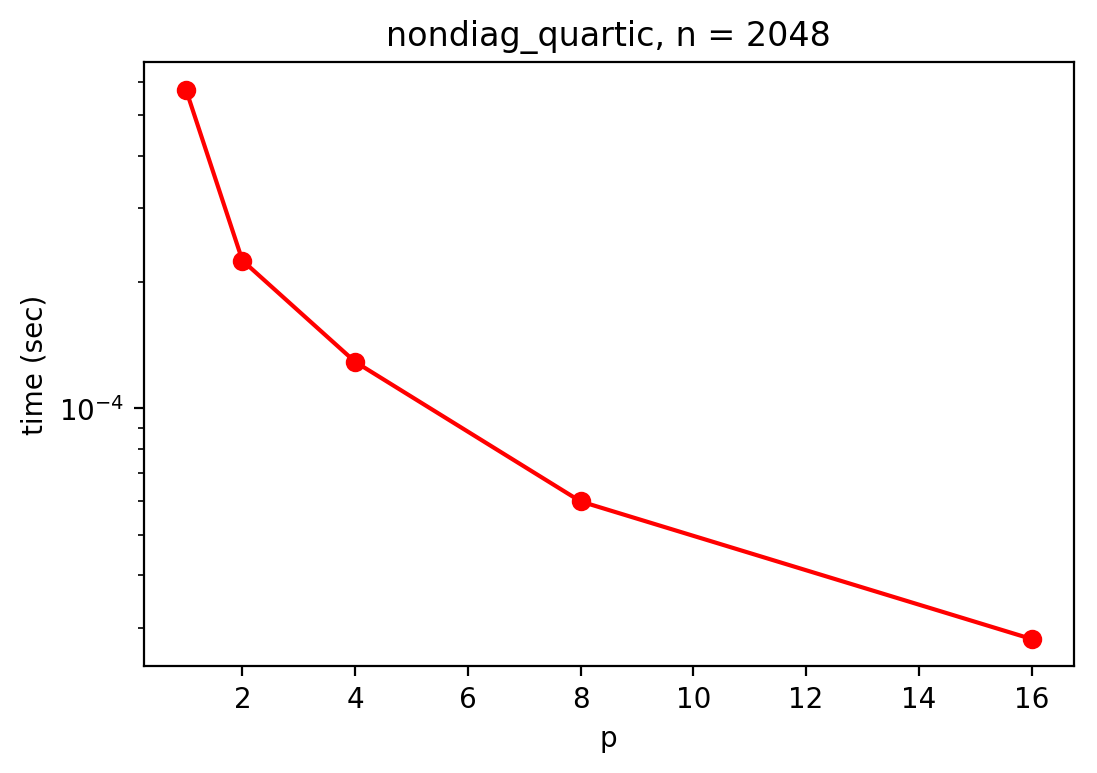 nondiag_quartic, n = 2048
time (sec)
10⁻⁴
2 4 6 8 10 12 14 16
p